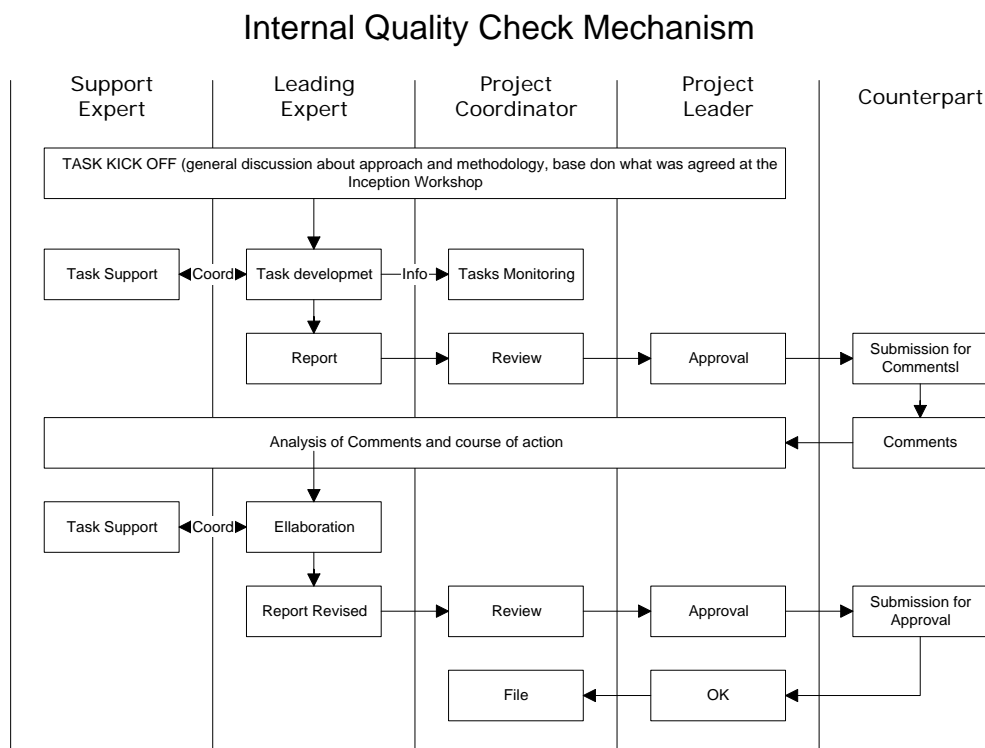 Internal Quality Check Mechanism
Support
Expert
Leading
Expert
Project
Coordinator
Project
Leader
Counterpart
TASK KICK OFF (general discussion about approach and methodology, base don what was agreed at the
Inception Workshop
Task Support
Coord
Task developmet
Info
Tasks Monitoring
Report
Review
Approval
Submission for
Commentsl
Analysis of Comments and course of action
Comments
Task Support
Coord
Ellaboration
Report Revised
Review
Approval
Submission for
Approval
File
OK